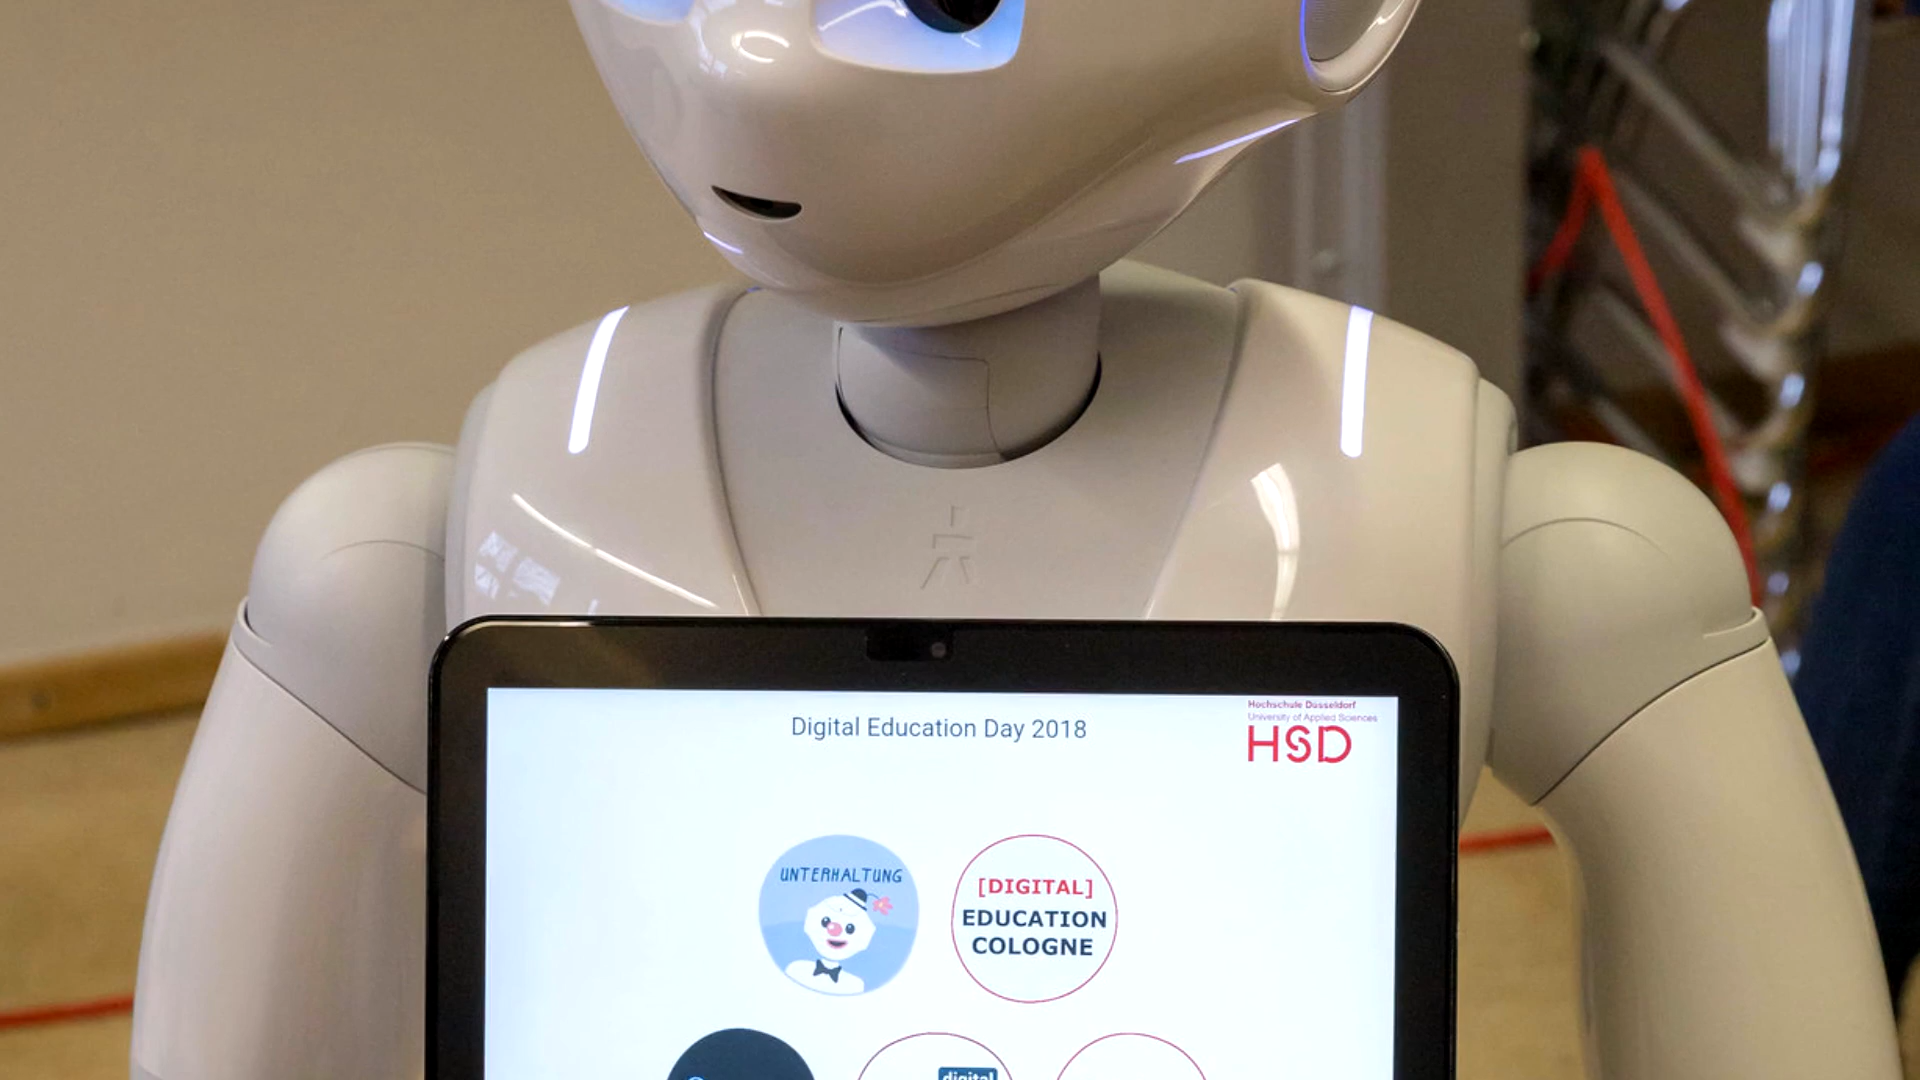 Digital Education Day 2018
Hochschule Düsseldorf
University of Applied Sciences
HSD
UNTERHALTUNG
[DIGITAL]
EDUCATION
COLOGNE
digital